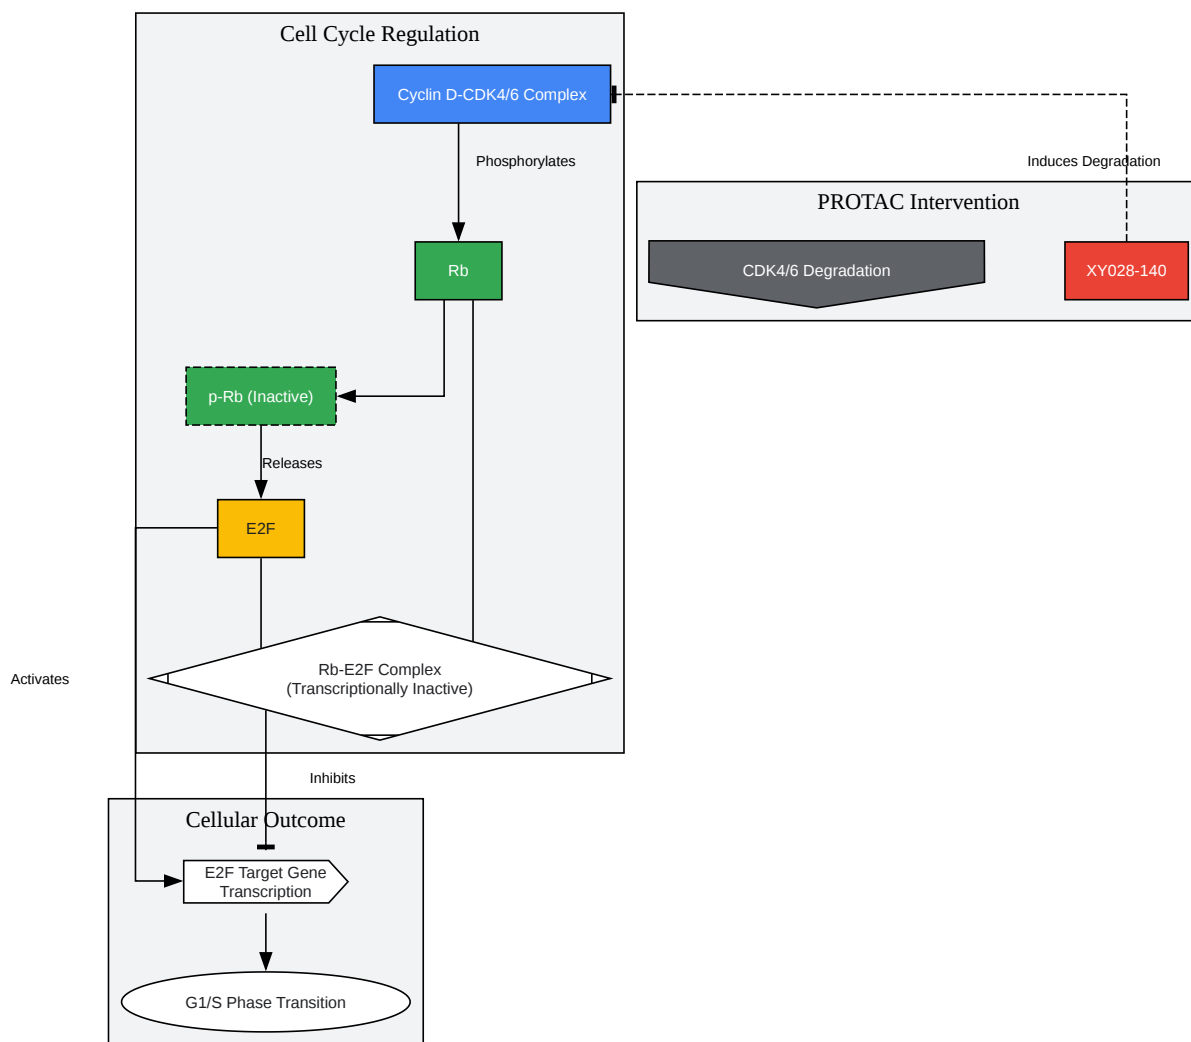 Cell Cycle Regulation
Cyclin D-CDK4/6 Complex
Phosphorylates
Induces Degradation
PROTAC Intervention
Rb
CDK4/6 Degradation
XY028-140
p-Rb (Inactive)
Releases
E2F
Rb-E2F Complex
(Transcriptionally Inactive)
Activates
Inhibits
Cellular Outcome
E2F Target Gene
Transcription
G1/S Phase Transition